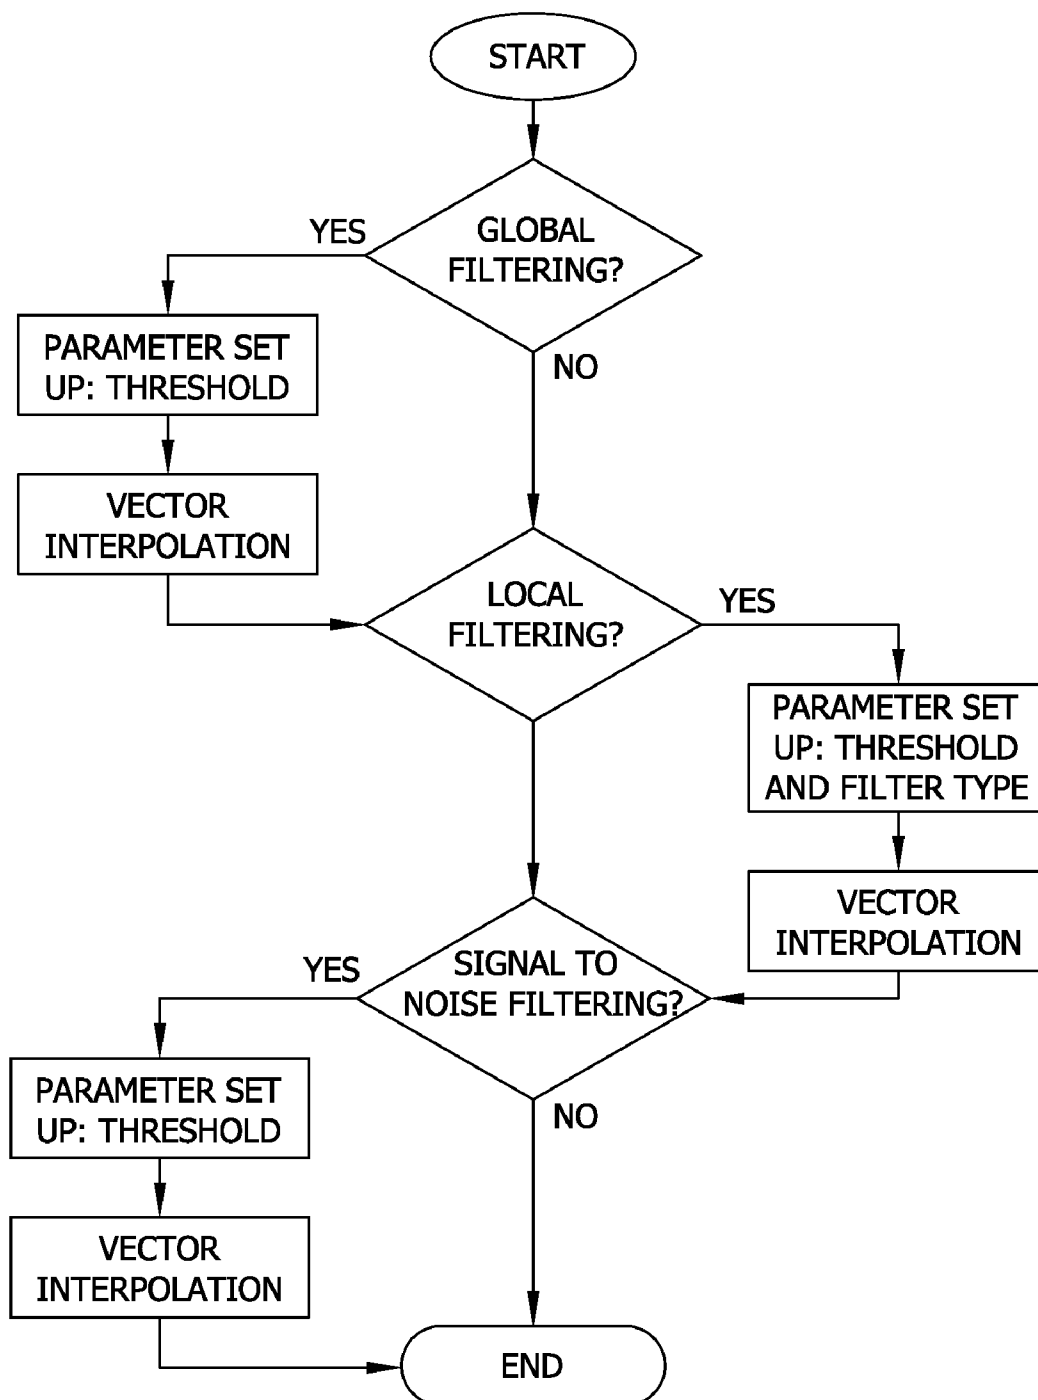 START
GLOBAL
FILTERING?
YES
NO
PARAMETER SET
UP: THRESHOLD
VECTOR
INTERPOLATION
LOCAL
FILTERING?
YES
PARAMETER SET
UP: THRESHOLD
AND FILTER TYPE
VECTOR
INTERPOLATION
SIGNAL TO
NOISE FILTERING?
YES
NO
PARAMETER SET
UP: THRESHOLD
VECTOR
INTERPOLATION
END